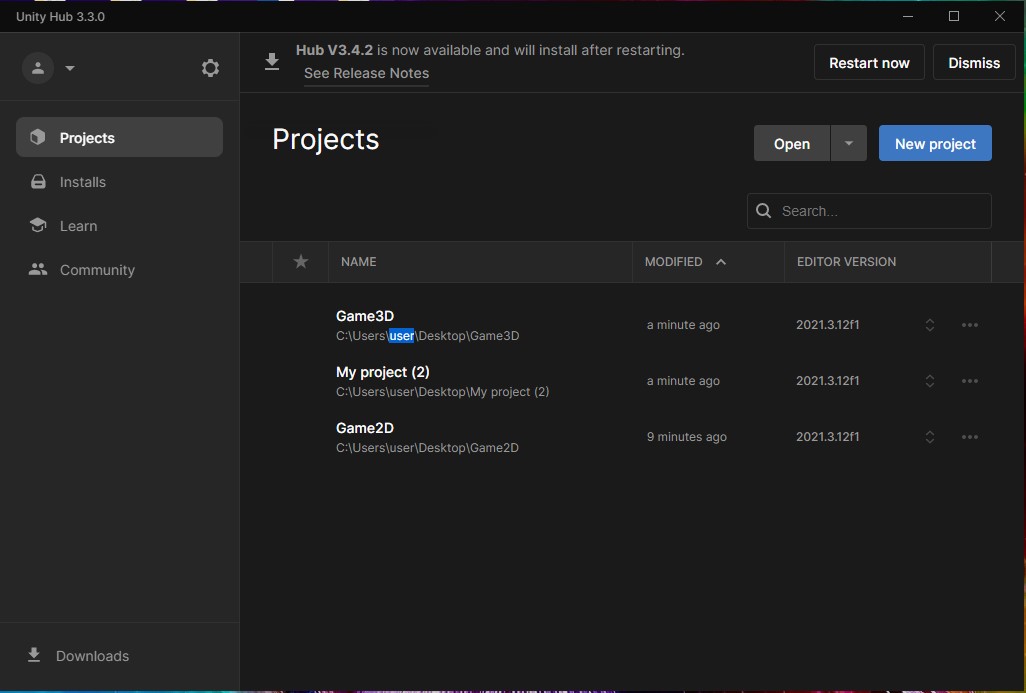 Unity Hub 3.3.0
Hub V3.4.2 is now available and will install after restarting.
See Release Notes
Restart now
Dismiss
Projects
Installs
Learn
Community
Downloads
Projects
Open
New project
Search...
NAME
MODIFIED
EDITOR VERSION
Game3D
C:\Users\user\Desktop\Game3D
a minute ago
2021.3.12f1
My project (2)
C:\Users\user\Desktop\My project (2)
a minute ago
2021.3.12f1
Game2D
C:\Users\user\Desktop\Game2D
9 minutes ago
2021.3.12f1